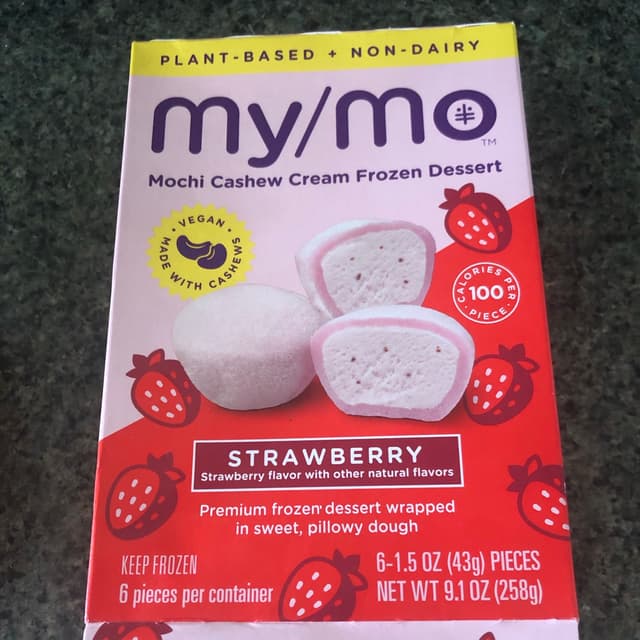 PLANT-BASED + NON-DAIRY
my/mo
TM
Mochi Cashew Cream Frozen Dessert
VEGAN
MADE WITH CASHEWS
CALORIES PER
100
PIECE
STRAWBERRY
Strawberry flavor with other natural flavors
Premium frozen dessert wrapped
in sweet, pillowy dough
KEEP FROZEN
6 pieces per container
6-1.5 OZ (43g) PIECES
NET WT 9.1 OZ (258g)